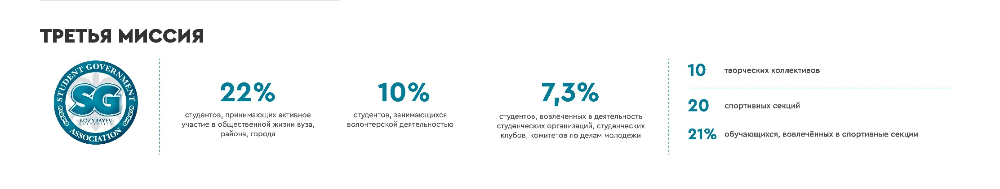 ТРЕТЬЯ МИССИЯ
STUDENT GOVERNMENT
SG
KOZYBAYEV
UNIVERSITY
ASSOCIATION
22%
студентов, принимающих активное
участие в общественной жизни вуза,
района, города
10%
студентов, занимающихся
волонтерской деятельностью
7,3%
студентов, вовлеченных в деятельность
студенческих организаций, студенческих
клубов, комитетов по делам молодежи
10 творческих коллективов
20 спортивных секций
21% обучающихся, вовлечённых в спортивные секции